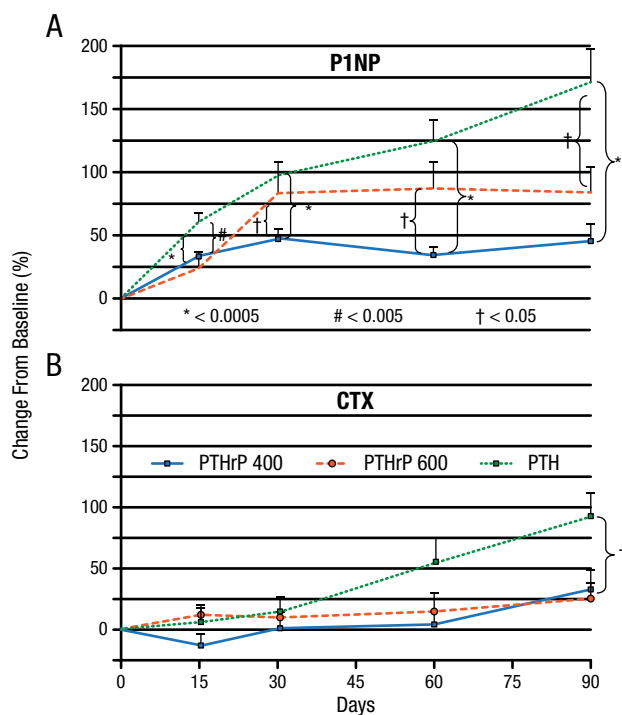 A
P1NP
200
150
100
50
0
* # † * † * † *
* < 0.0005 # < 0.005 † < 0.05
Change From Baseline (%)
B
CTX
200
150
PTHrP 400 PTHrP 600 PTH
100
50
0
0 15 30 45 60 75 90
Days